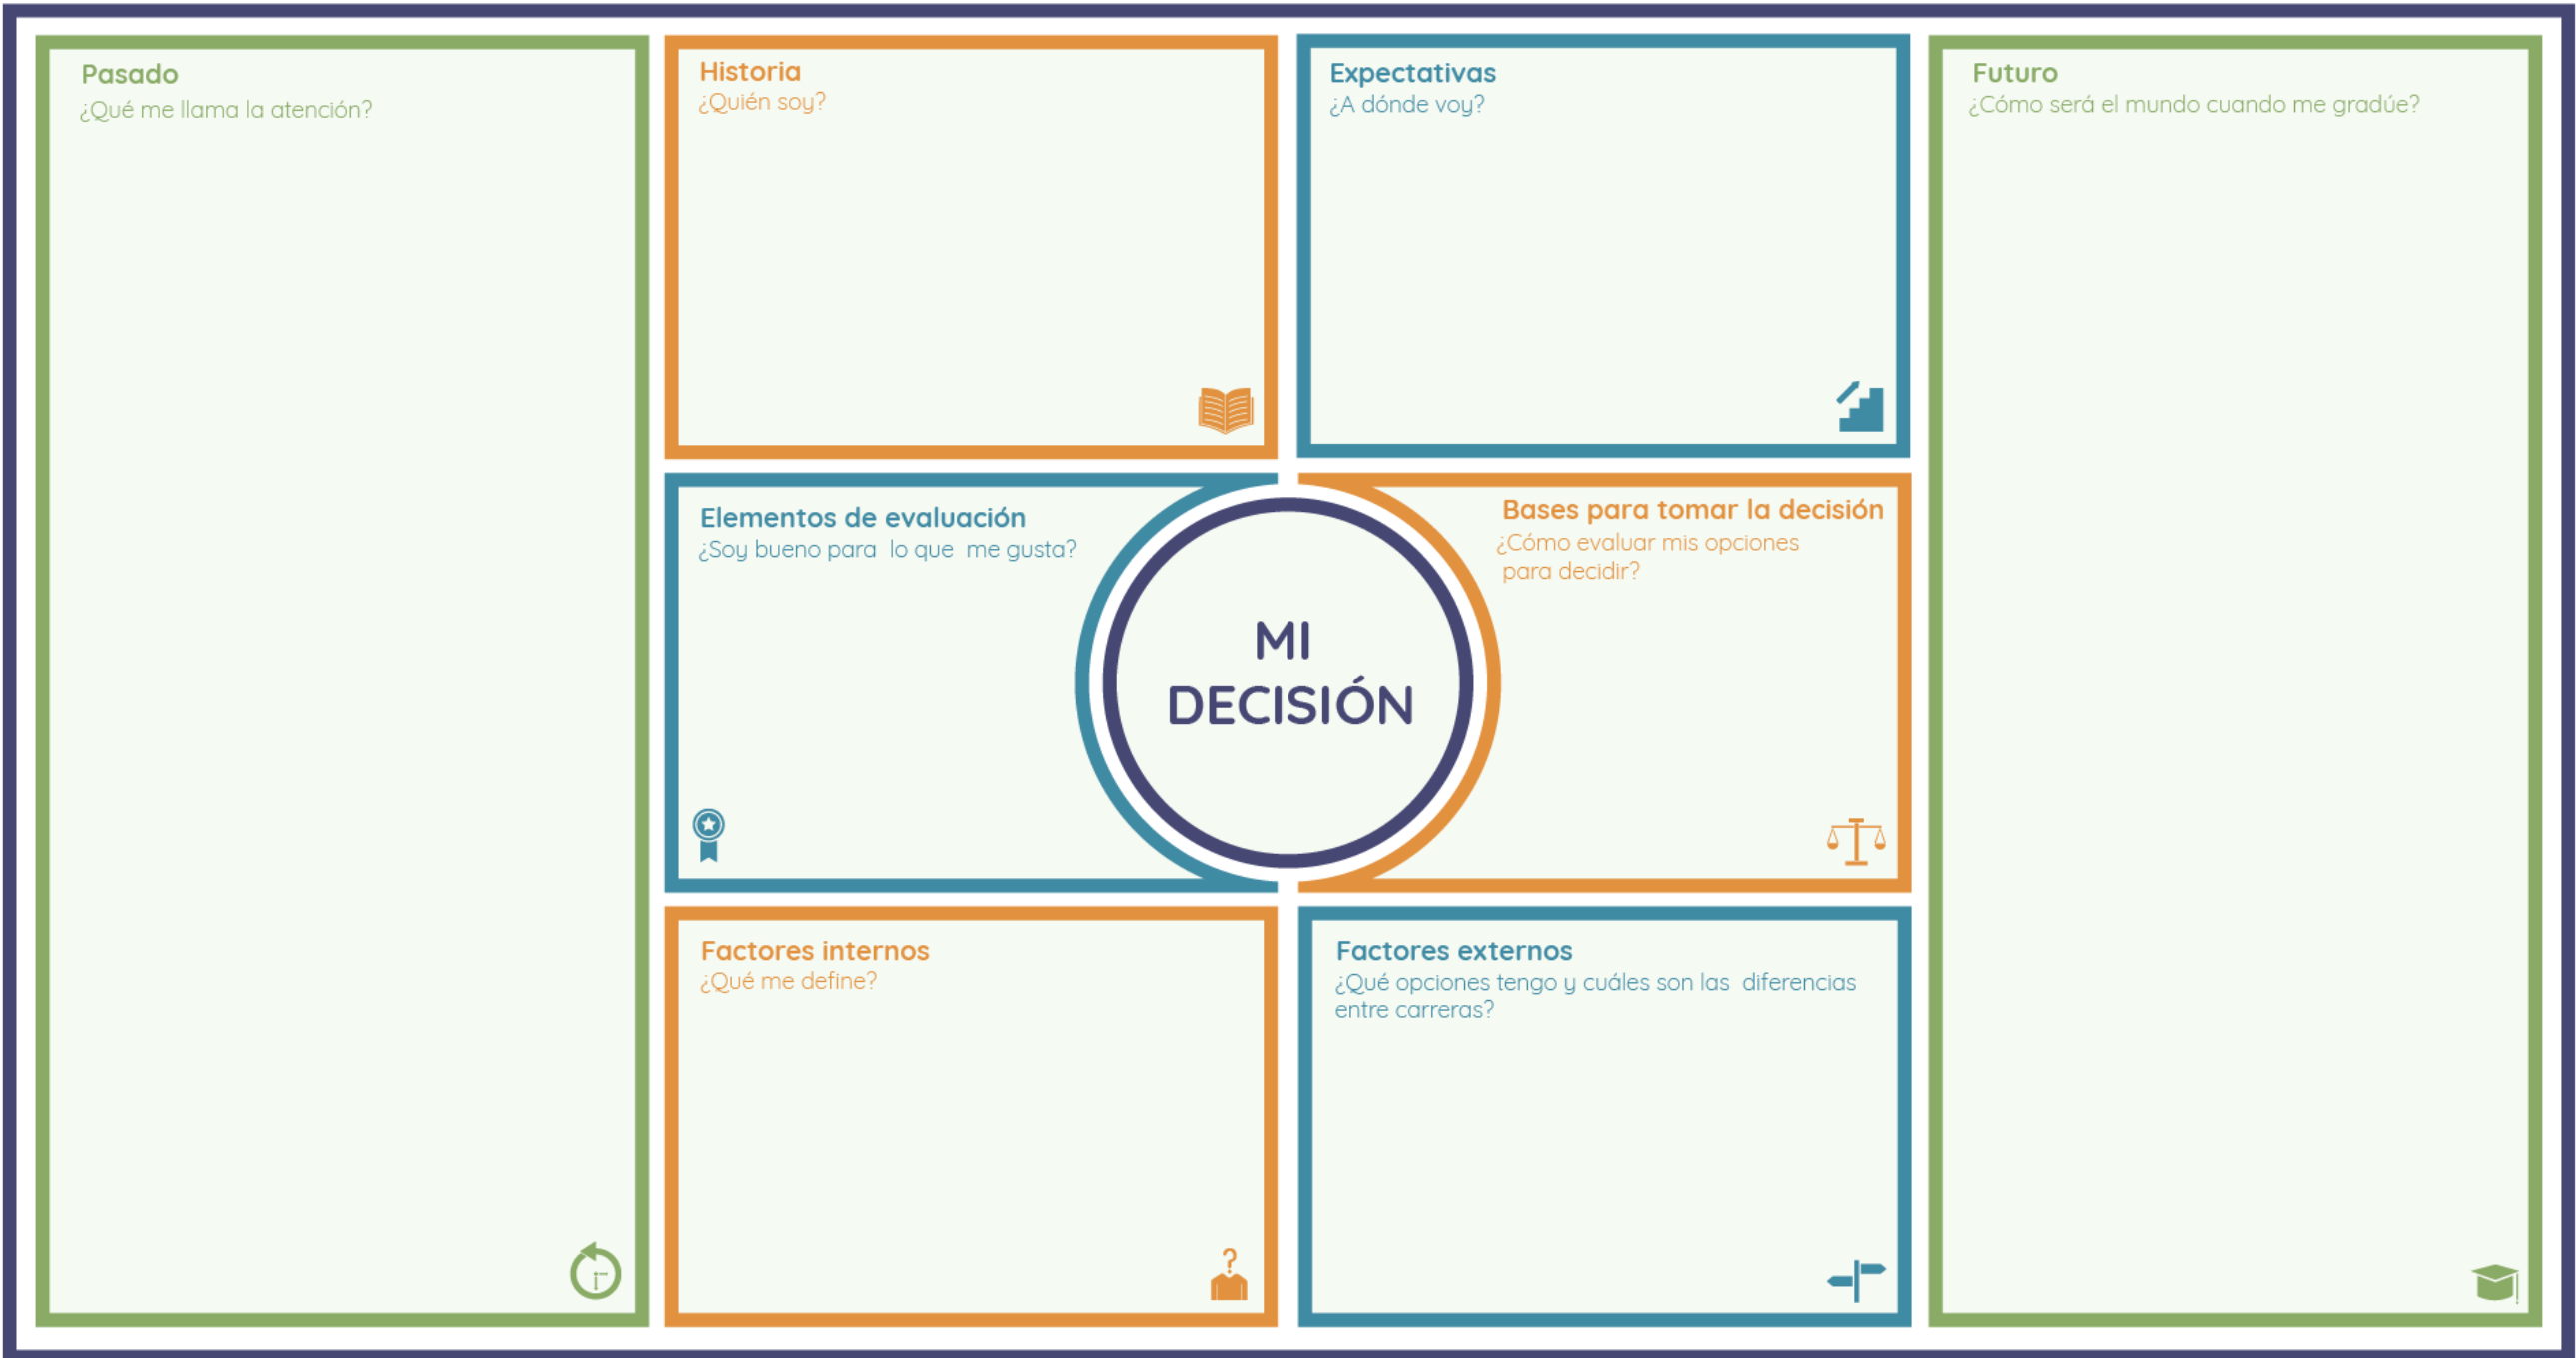 Pasado
¿Qué me llama la atención?
Historia
¿Quién soy?
Expectativas
¿A dónde voy?
Futuro
¿Cómo será el mundo cuando me gradúe?
Elementos de evaluación
¿Soy bueno para lo que me gusta?
MI
DECISIÓN
Bases para tomar la decisión
¿Cómo evaluar mis opciones
para decidir?
Factores internos
¿Qué me define?
Factores externos
¿Qué opciones tengo y cuáles son las diferencias
entre carreras?
?